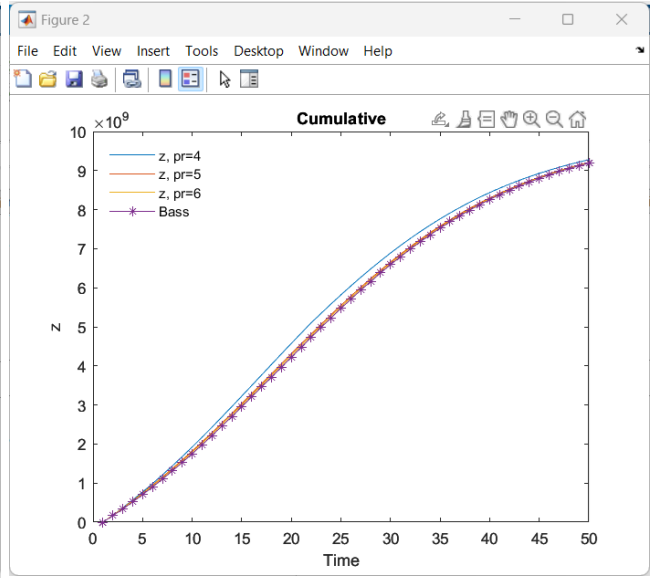 Figure 2
File Edit View Insert Tools Desktop Window Help
×10⁹
Cumulative
10
9
8
7
6
5
4
3
2
1
0
z
z, pr=4
z, pr=5
z, pr=6
Bass
0 5 10 15 20 25 30 35 40 45 50
Time